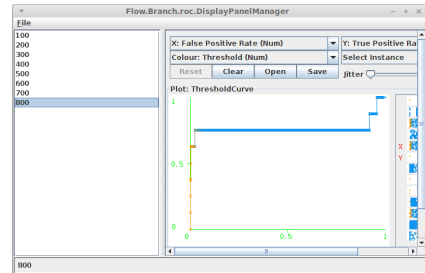 Flow.Branch.roc.DisplayPanelManager
File
100
200
300
400
500
600
700
800
X: False Positive Rate (Num)
Y: True Positive Ra
Colour: Threshold (Num)
Select Instance
Reset Clear Open Save Jitter
Plot: ThresholdCurve
1
0.5
0
0 0.5 1
X
Y
800